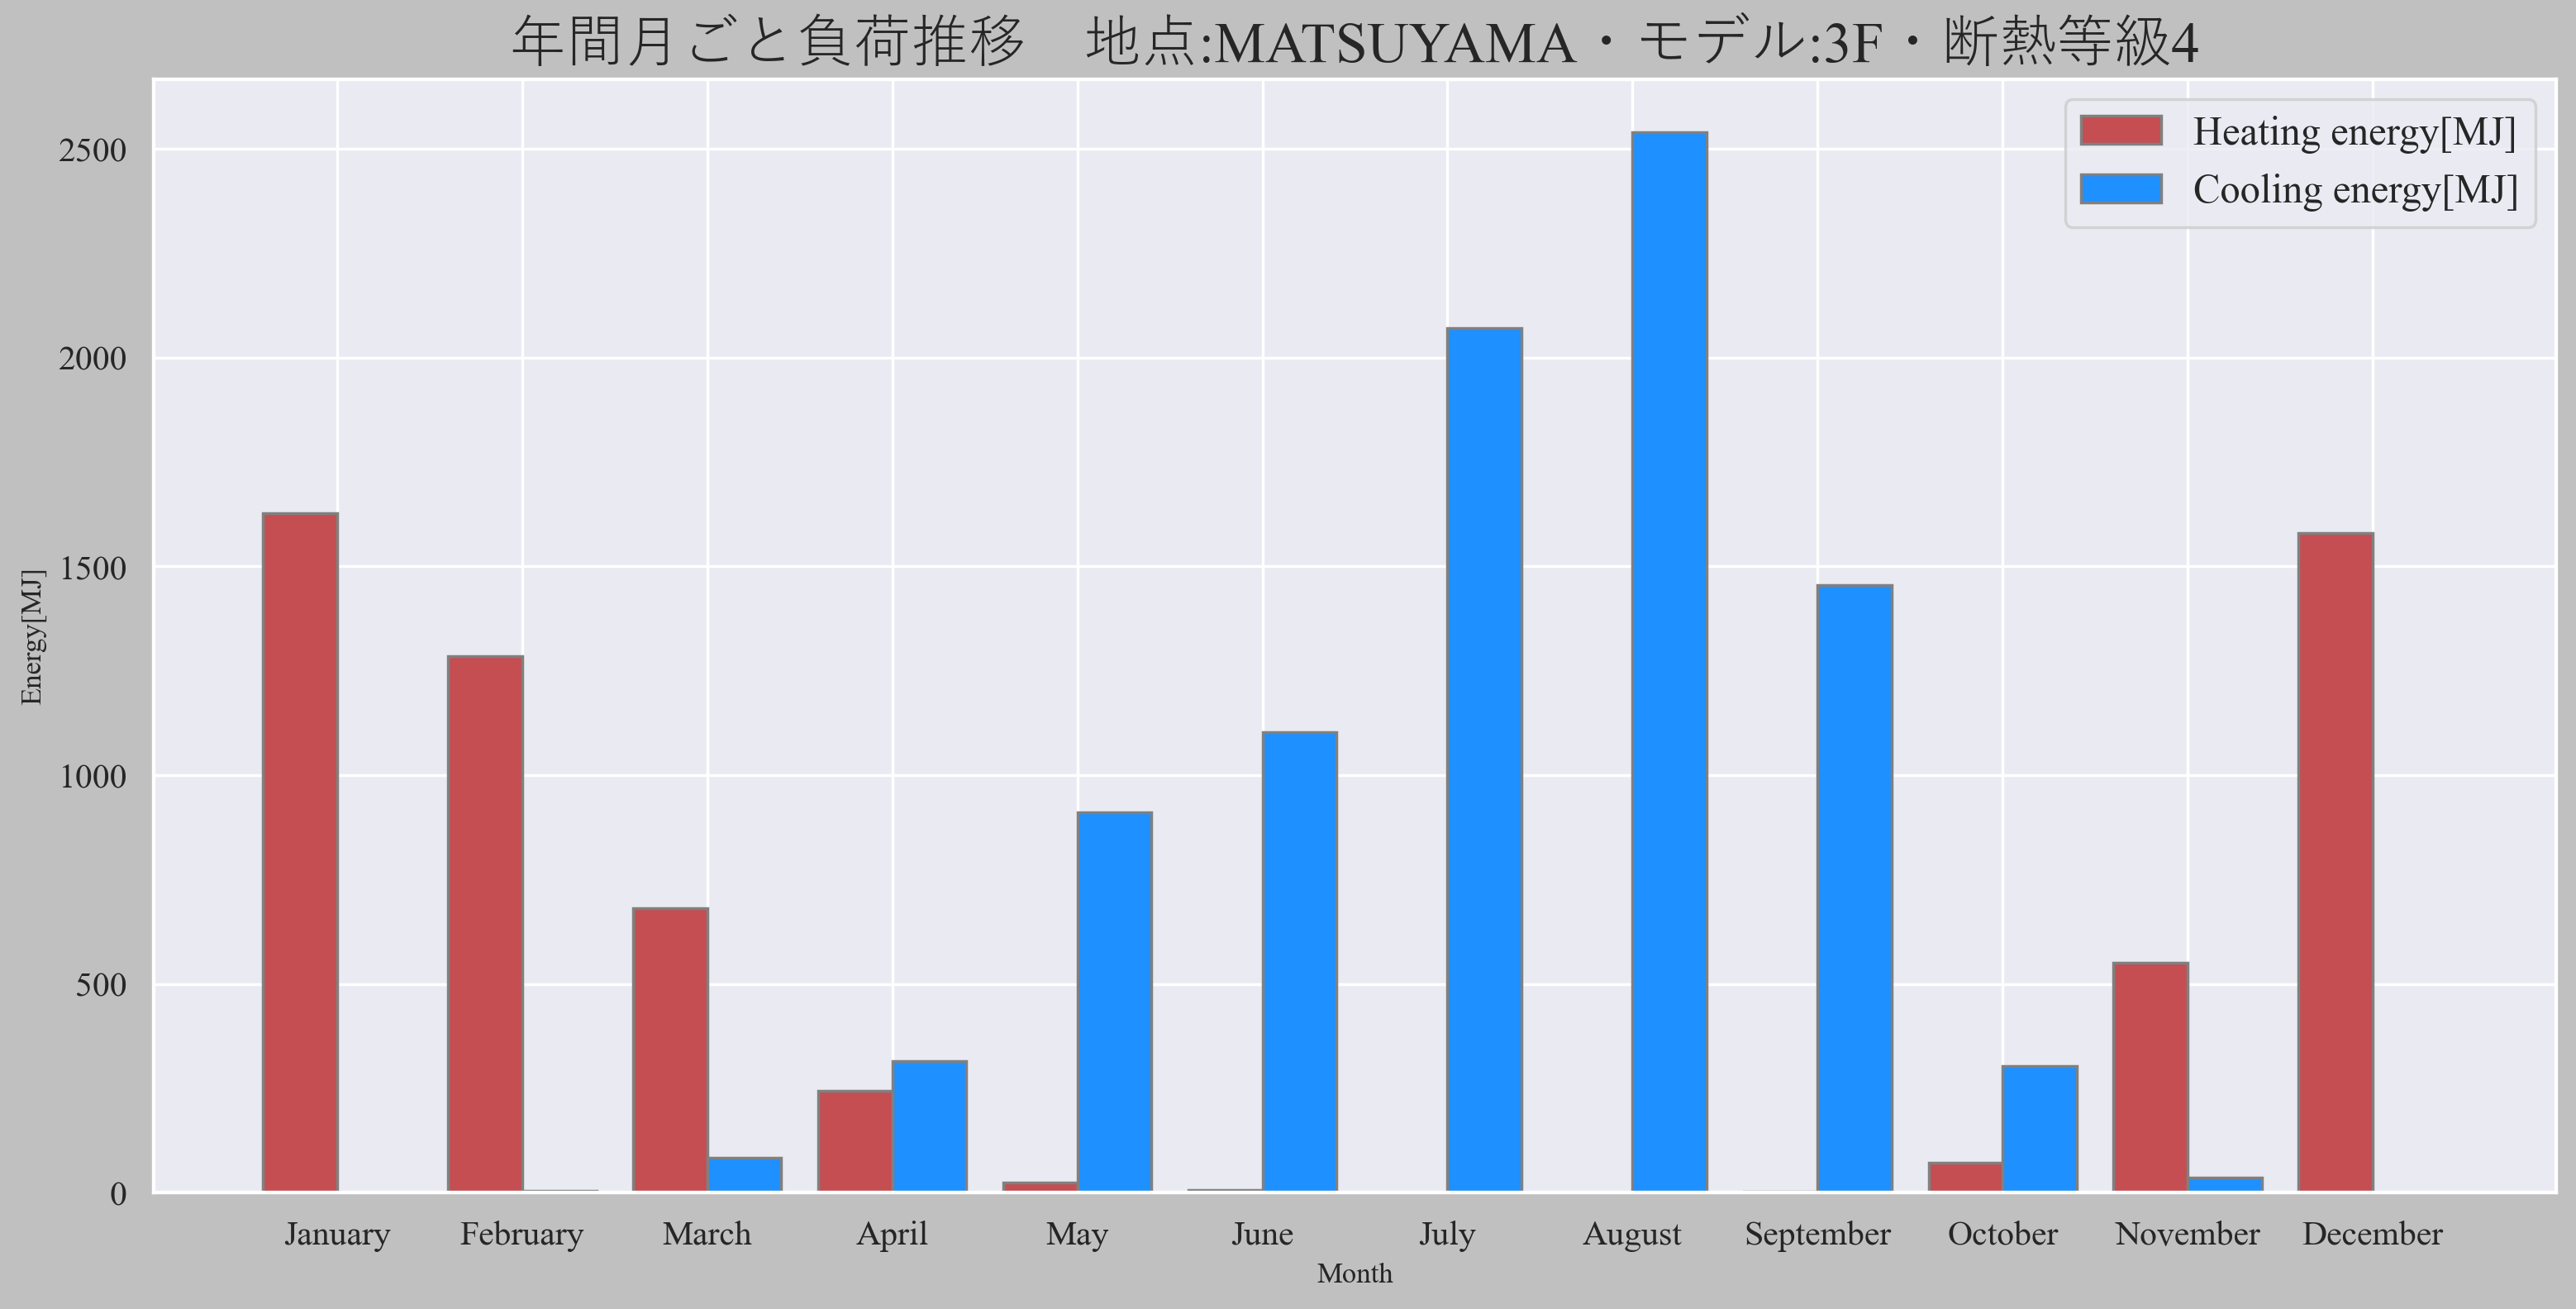 年間月ごと負荷推移　地点:MATSUYAMA・モデル:3F・断熱等級4
Heating energy[MJ]
Cooling energy[MJ]
Energy[MJ]
2500
2000
1500
1000
500
0
January February March April May June July August September October November December
Month